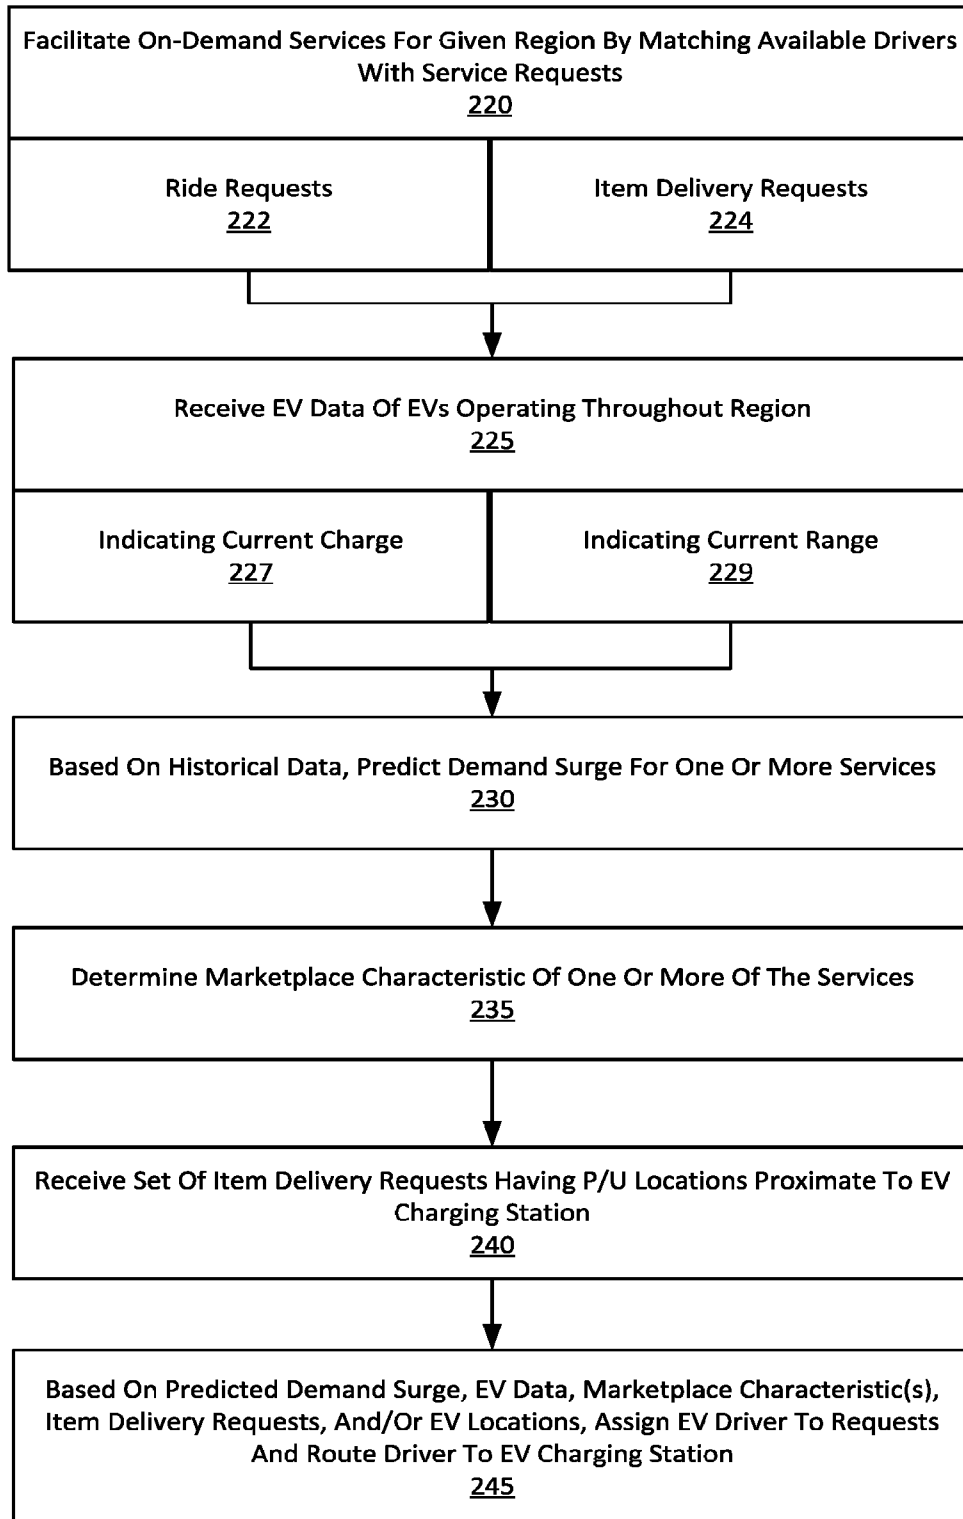 Facilitate On-Demand Services For Given Region By Matching Available Drivers
With Service Requests
220
Ride Requests
222
Item Delivery Requests
224
Receive EV Data Of EVs Operating Throughout Region
225
Indicating Current Charge
227
Indicating Current Range
229
Based On Historical Data, Predict Demand Surge For One Or More Services
230
Determine Marketplace Characteristic Of One Or More Of The Services
235
Receive Set Of Item Delivery Requests Having P/U Locations Proximate To EV
Charging Station
240
Based On Predicted Demand Surge, EV Data, Marketplace Characteristic(s),
Item Delivery Requests, And/Or EV Locations, Assign EV Driver To Requests
And Route Driver To EV Charging Station
245